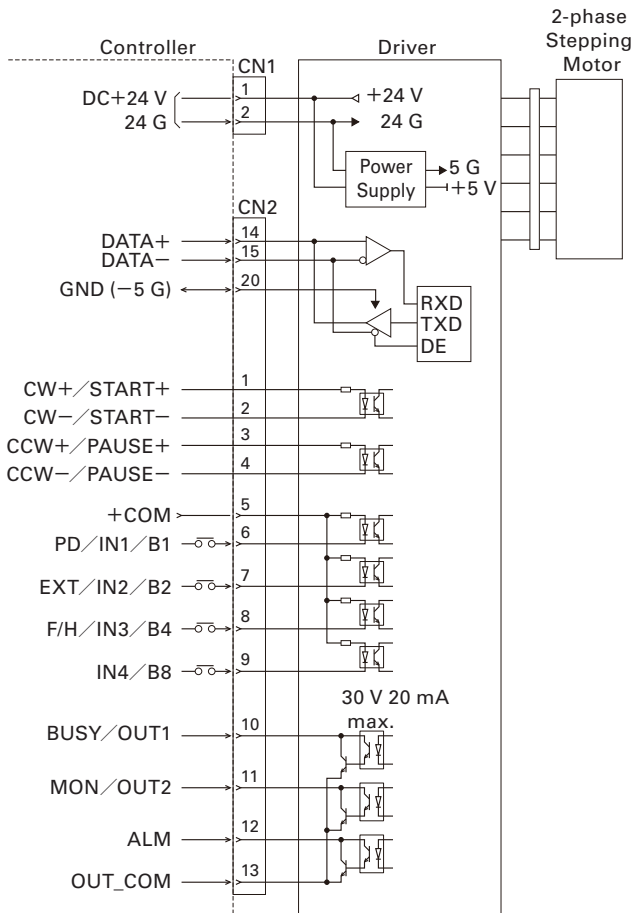 2-phase
Stepping
Motor
Controller
Driver
CN1
DC+24 V
1
+24 V
24 G
2
24 G
Power
Supply
5 G
+5 V
CN2
DATA+
14
DATA−
15
GND (−5 G)
20
RXD
TXD
DE
CW+/START+
1
CW−/START−
2
CCW+/PAUSE+
3
CCW−/PAUSE−
4
+COM
5
PD/IN1/B1
6
EXT/IN2/B2
7
F/H/IN3/B4
8
IN4/B8
9
30 V 20 mA
max.
BUSY/OUT1
10
MON/OUT2
11
ALM
12
OUT_COM
13